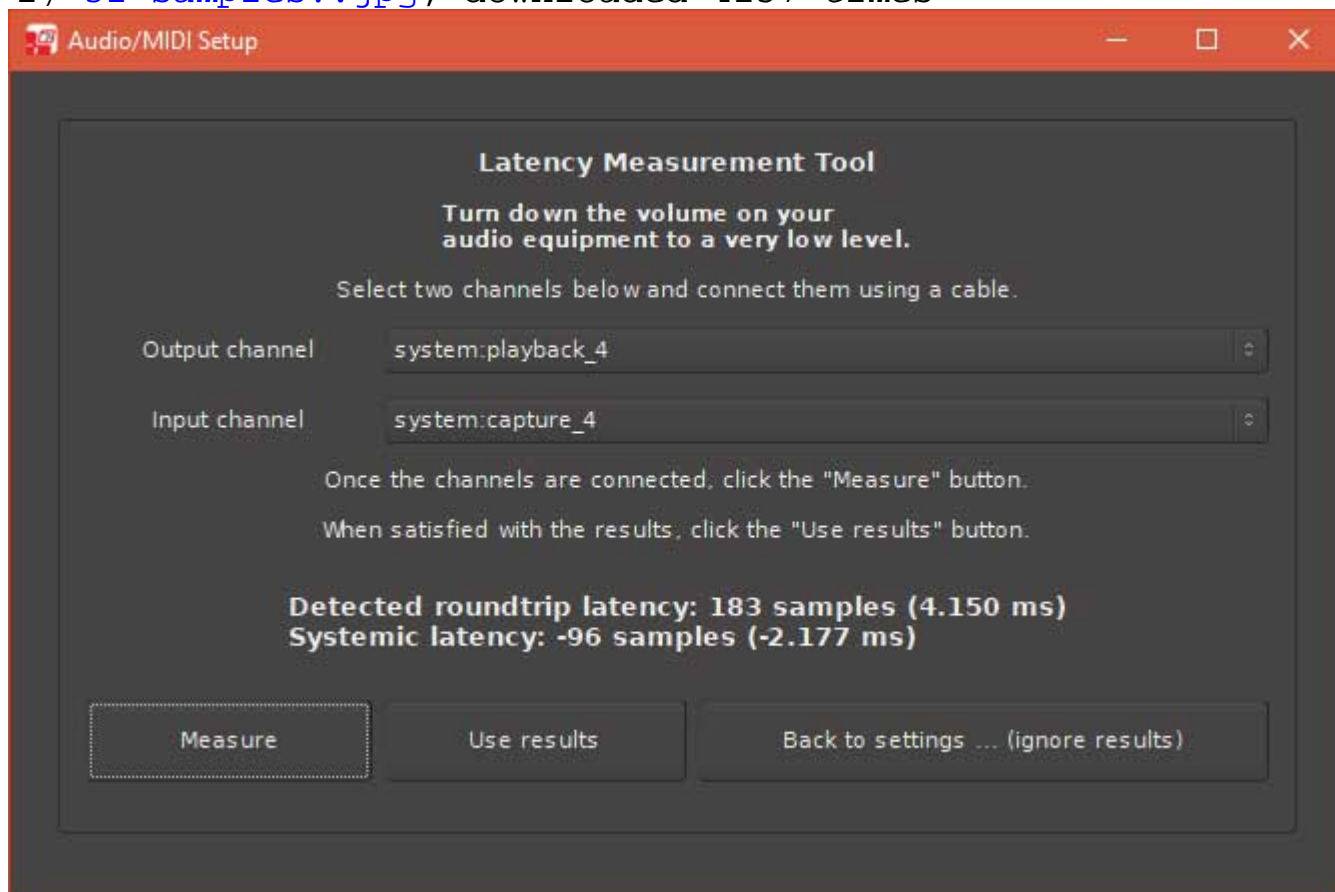 Audio/MIDI Setup
Latency Measurement Tool
Turn down the volume on your
audio equipment to a very low level.
Select two channels below and connect them using a cable.
Output channel system:playback_4
Input channel system:capture_4
Once the channels are connected, click the "Measure" button.
When satisfied with the results, click the "Use results" button.
Detected roundtrip latency: 183 samples (4.150 ms)
Systemic latency: -96 samples (-2.177 ms)
Measure Use results Back to settings ... (ignore results)